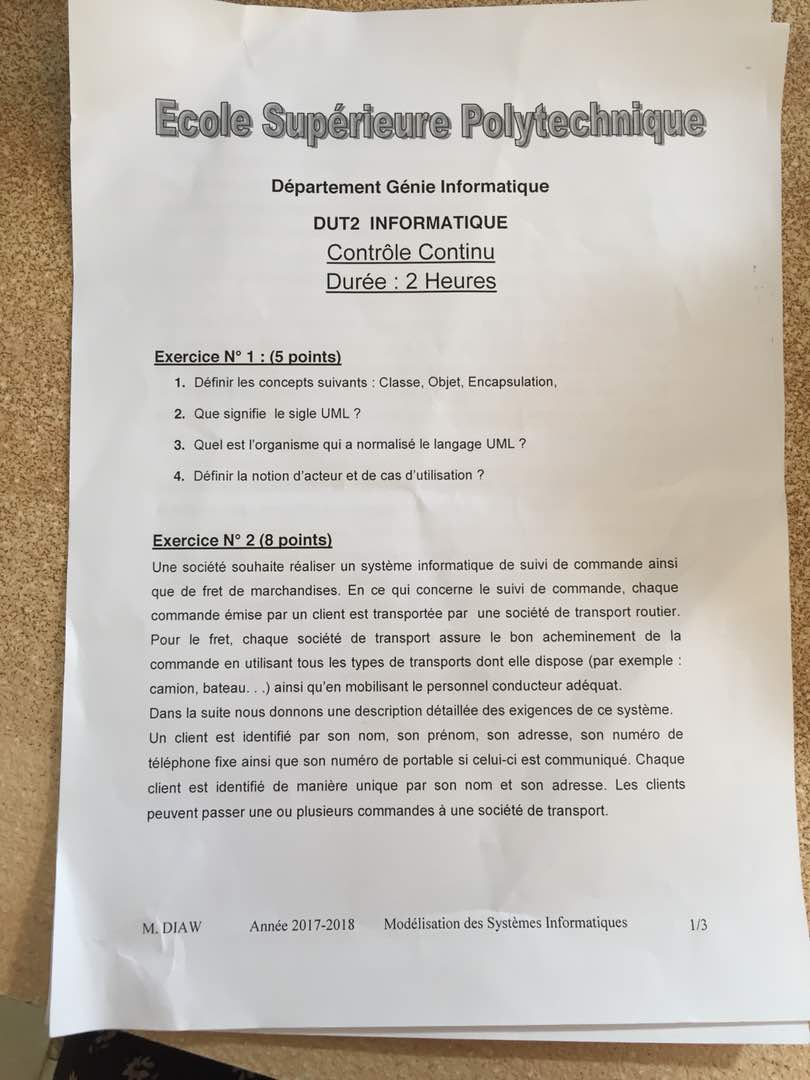 Ecole Supérieure Polytechnique
Département Génie Informatique
DUT2 INFORMATIQUE
Contrôle Continu
Durée : 2 Heures
Exercice N° 1 : (5 points)
1. Définir les concepts suivants : Classe, Objet, Encapsulation,
2. Que signifie le sigle UML ?
3. Quel est l'organisme qui a normalisé le langage UML ?
4. Définir la notion d'acteur et de cas d'utilisation ?
Exercice N° 2 (8 points)
Une société souhaite réaliser un système informatique de suivi de commande ainsi
que de fret de marchandises. En ce qui concerne le suivi de commande, chaque
commande émise par un client est transportée par une société de transport routier.
Pour le fret, chaque société de transport assure le bon acheminement de la
commande en utilisant tous les types de transports dont elle dispose (par exemple :
camion, bateau. . .) ainsi qu'en mobilisant le personnel conducteur adéquat.
Dans la suite nous donnons une description détaillée des exigences de ce système.
Un client est identifié par son nom, son prénom, son adresse, son numéro de
téléphone fixe ainsi que son numéro de portable si celui-ci est communiqué. Chaque
client est identifié de manière unique par son nom et son adresse. Les clients
peuvent passer une ou plusieurs commandes à une société de transport.
M. DIAW Année 2017-2018 Modélisation des Systèmes Informatiques 1/3